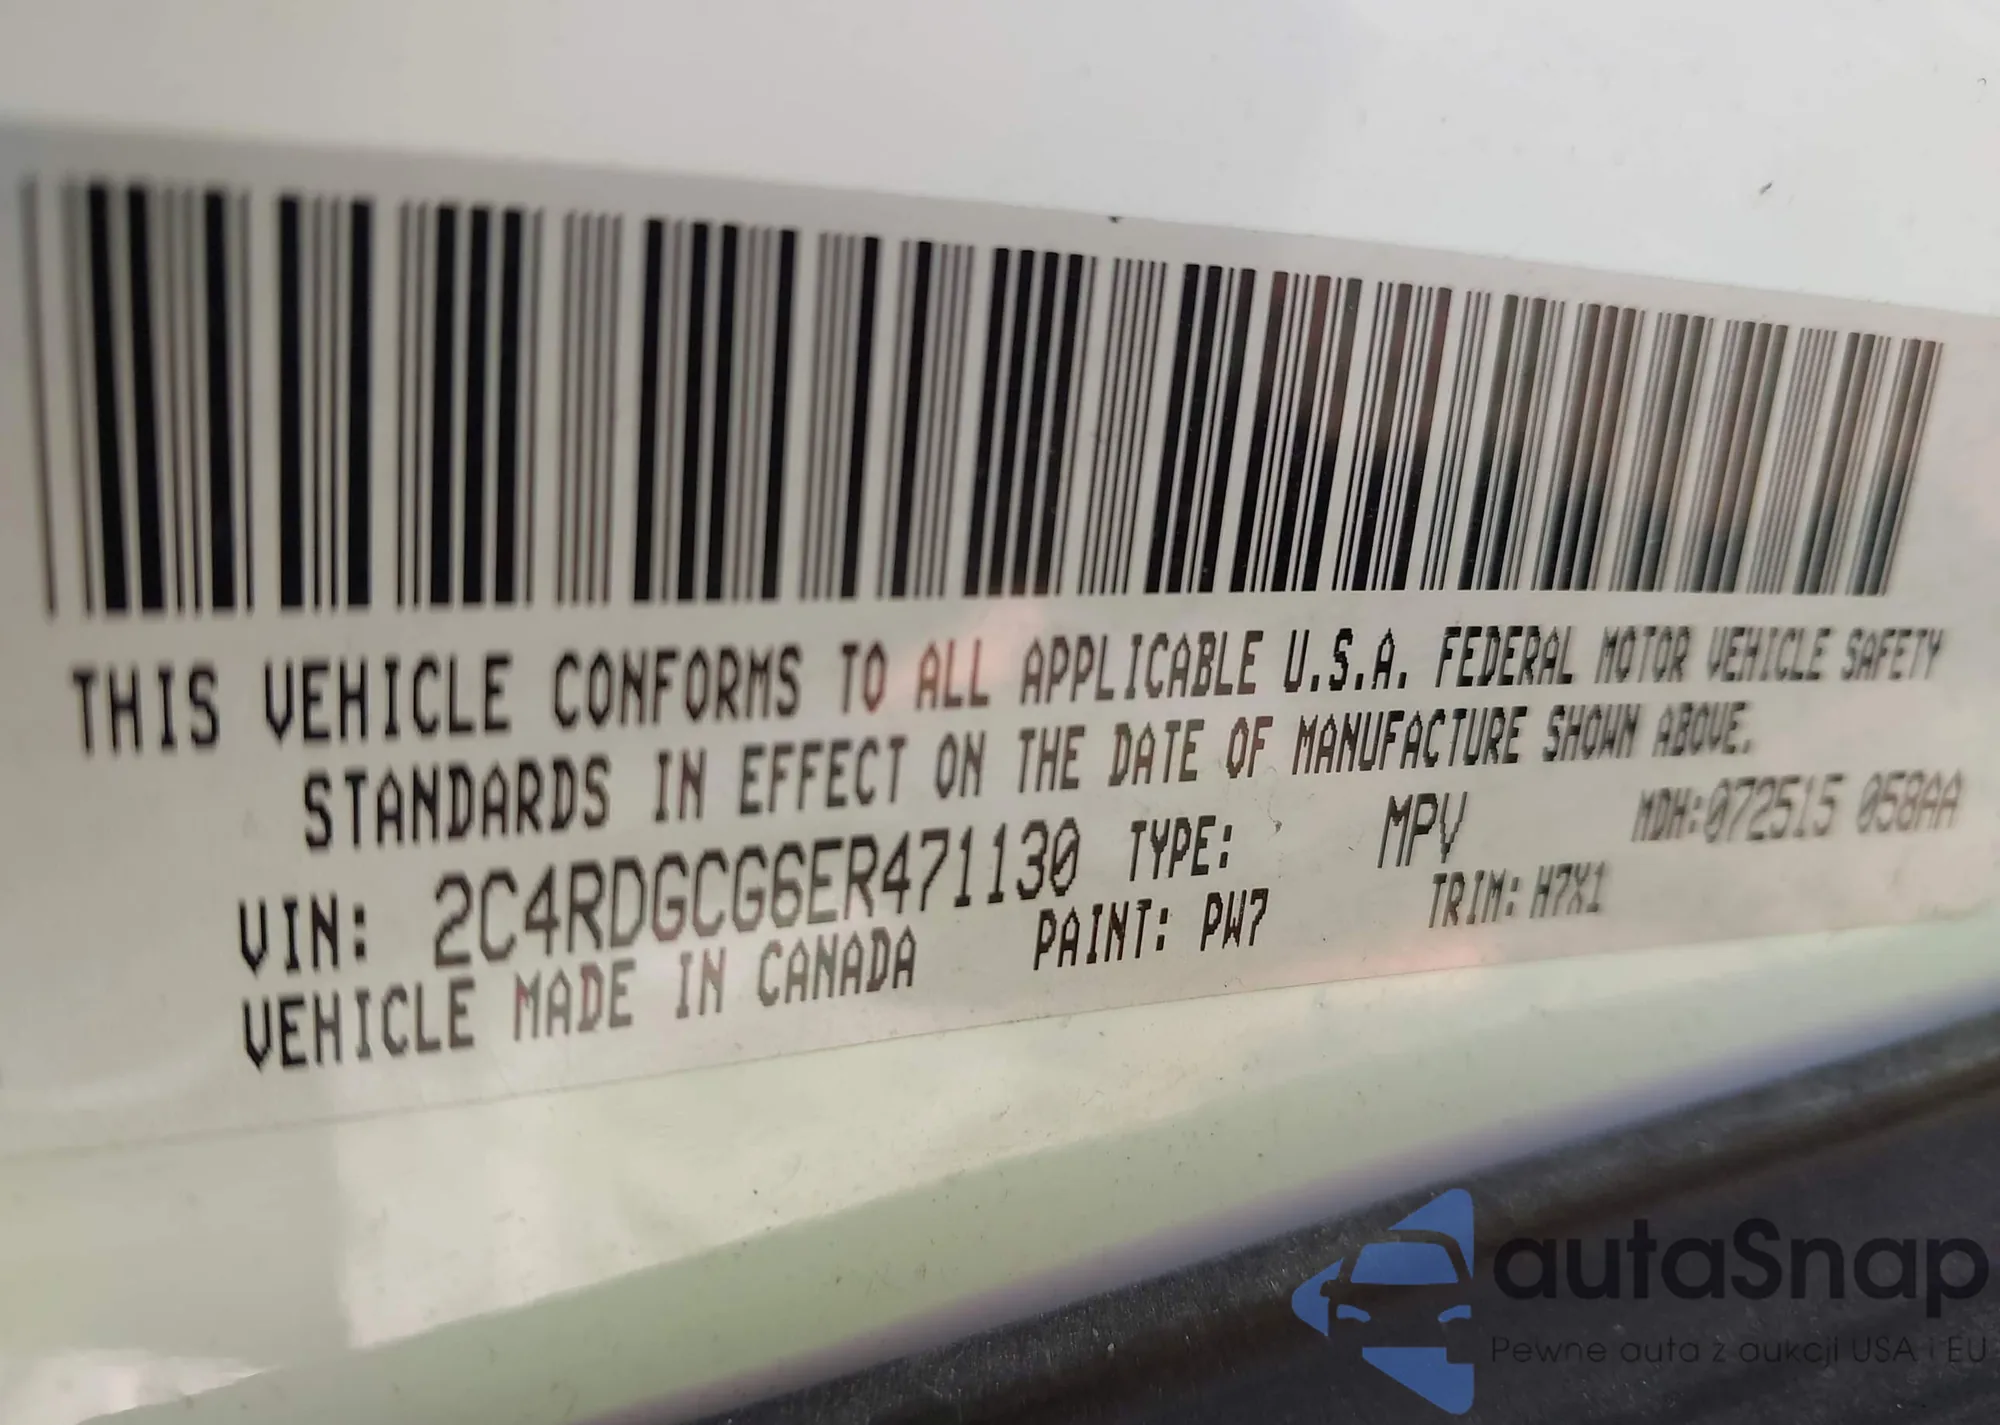 THIS VEHICLE CONFORMS TO ALL APPLICABLE U.S.A. FEDERAL MOTOR VEHICLE SAFETY
STANDARDS IN EFFECT ON THE DATE OF MANUFACTURE SHOWN ABOVE.
VIN: 2C4RDGCG6ER471130 TYPE: MPV MDH:072515 058AA
VEHICLE MADE IN CANADA PAINT: PW7 TRIM: H7X1
autaSnap
Pewne auta z aukcji USA i EU